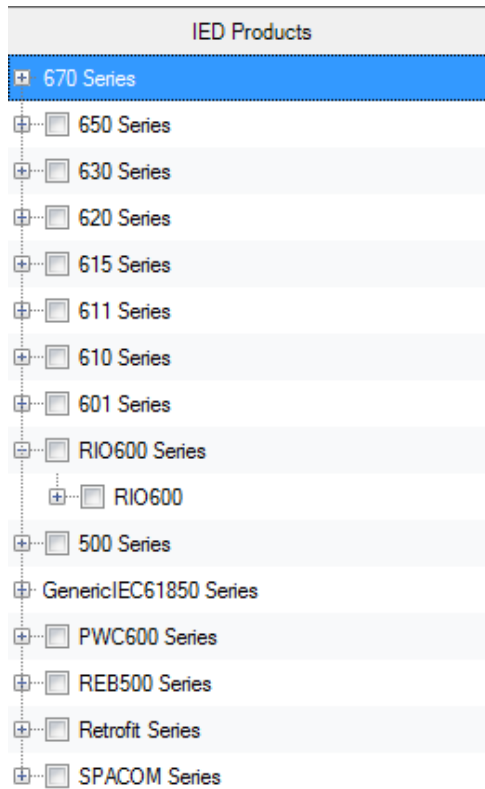 IED Products
670 Series
650 Series
630 Series
620 Series
615 Series
611 Series
610 Series
601 Series
RIO600 Series
RIO600
500 Series
GenericIEC61850 Series
PWC600 Series
REB500 Series
Retrofit Series
SPACOM Series